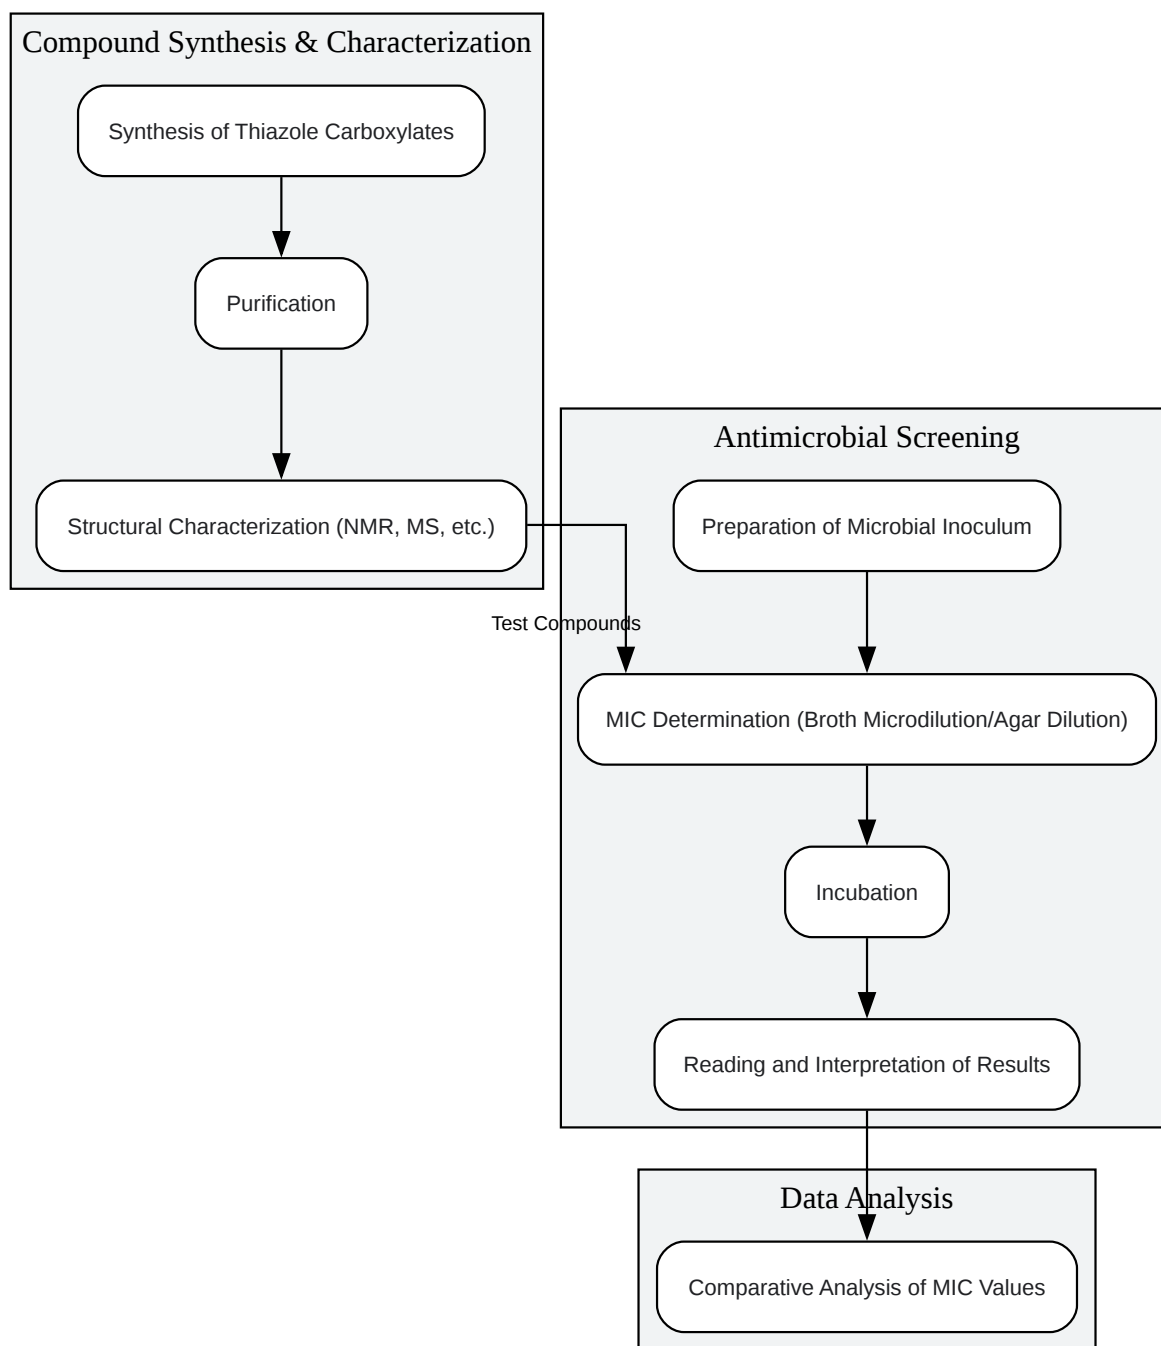 Compound Synthesis & Characterization
Synthesis of Thiazole Carboxylates
Purification
Structural Characterization (NMR, MS, etc.)
Test Compounds
Antimicrobial Screening
Preparation of Microbial Inoculum
MIC Determination (Broth Microdilution/Agar Dilution)
Incubation
Reading and Interpretation of Results
Data Analysis
Comparative Analysis of MIC Values